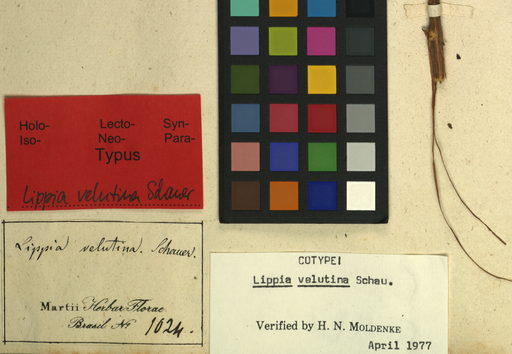 Holo- Lecto- Syn-
Iso- Neo- Para-
Typus
Lippia velutina Schauer
Lippia velutina. Schauer.
Martii Herbar. Florae
Brasil No 1024.
COTYPE!
Lippia velutina Schau.
Verified by H. N. MOLDENKE
April 1977